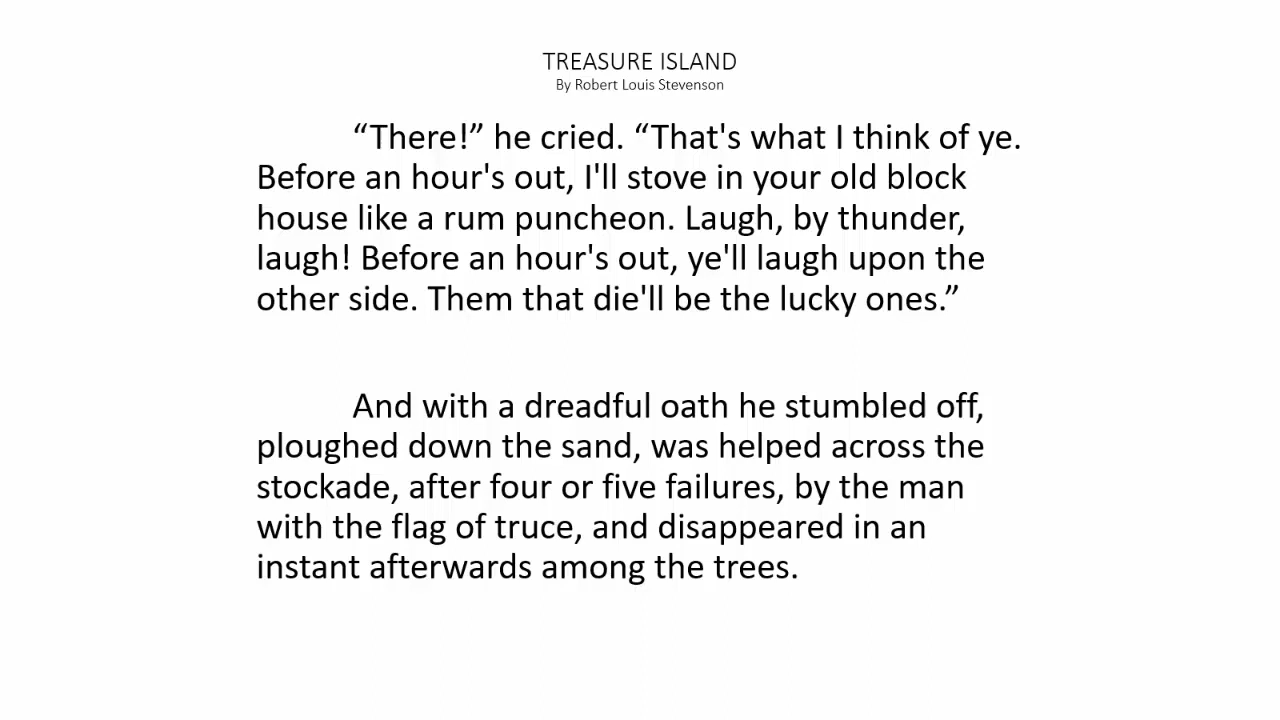 TREASURE ISLAND
By Robert Louis Stevenson
“There!” he cried. “That's what I think of ye.
Before an hour's out, I'll stove in your old block
house like a rum puncheon. Laugh, by thunder,
laugh! Before an hour's out, ye'll laugh upon the
other side. Them that die'll be the lucky ones.”
And with a dreadful oath he stumbled off,
ploughed down the sand, was helped across the
stockade, after four or five failures, by the man
with the flag of truce, and disappeared in an
instant afterwards among the trees.